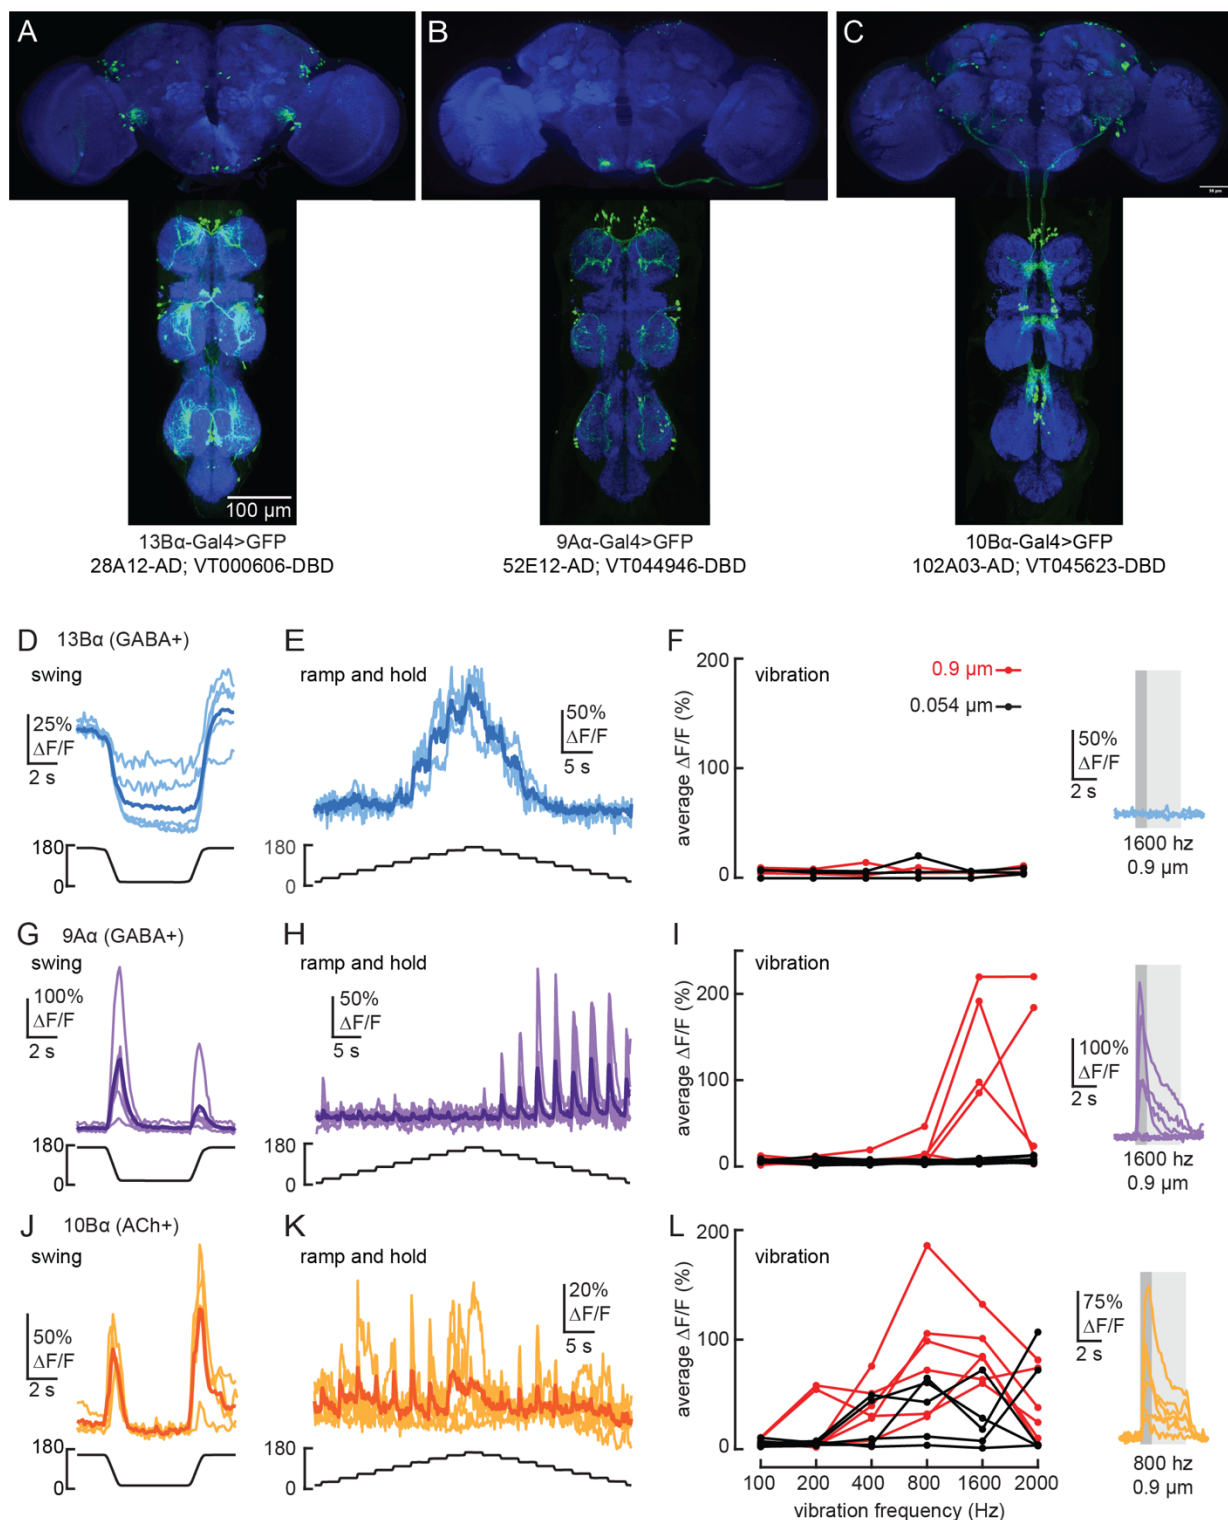 A
B
C
50 µm
100 µm
13Bα-Gal4>GFP
28A12-AD; VT000606-DBD
9Aα-Gal4>GFP
52E12-AD; VT044946-DBD
10Bα-Gal4>GFP
102A03-AD; VT045623-DBD
D 13Bα (GABA+)
swing
25%
ΔF/F
2 s
180
0
E
ramp and hold
50%
ΔF/F
5 s
180
0
F
vibration
0.9 µm
0.054 µm
average ΔF/F (%)
200
100
0
50%
ΔF/F
2 s
1600 hz
0.9 µm
G 9Aα (GABA+)
swing
100%
ΔF/F
2 s
180
0
H
ramp and hold
50%
ΔF/F
5 s
180
0
I
vibration
average ΔF/F (%)
200
100
0
100%
ΔF/F
2 s
1600 hz
0.9 µm
J 10Bα (ACh+)
swing
50%
ΔF/F
2 s
180
0
K
ramp and hold
20%
ΔF/F
5 s
180
0
L
vibration
average ΔF/F (%)
200
100
0
100 200 400 800 1600 2000
vibration frequency (Hz)
75%
ΔF/F
2 s
800 hz
0.9 µm